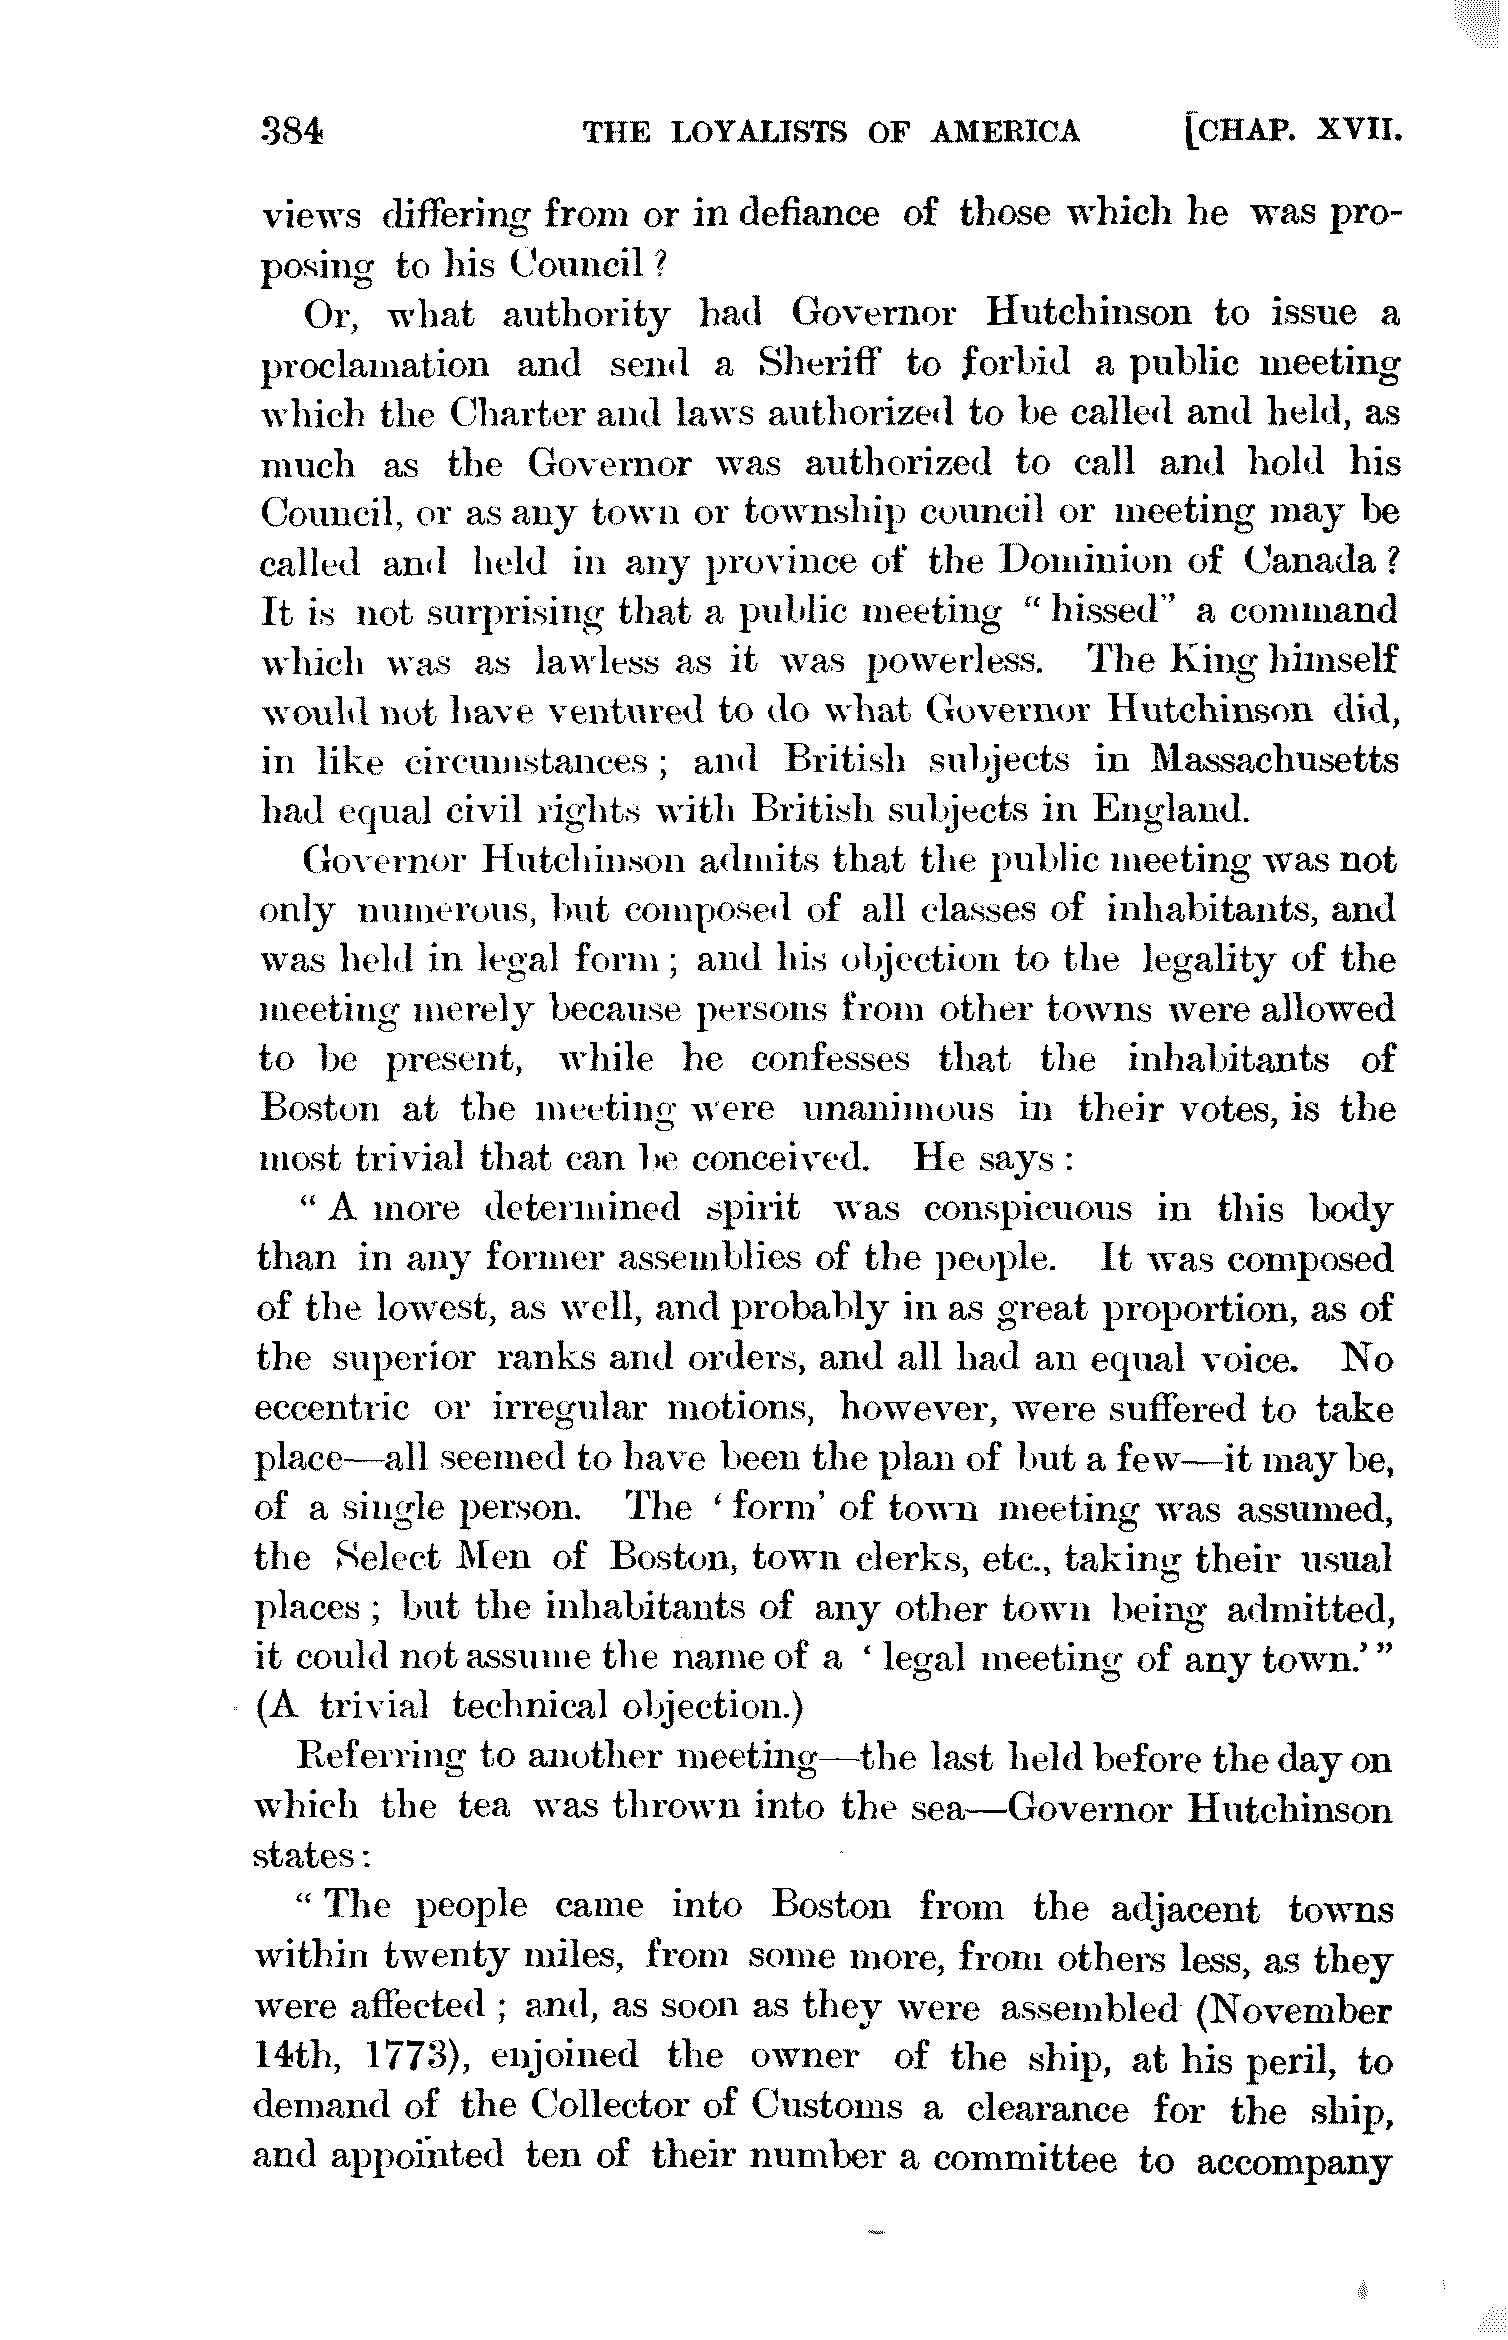 384 THE LOYALISTS OF AMERICA [CHAP. XVII.
views differing from or in defiance of those which he was pro-
posing to his Council?
Or, what authority had Governor Hutchinson to issue a
proclamation and send a Sheriff to forbid a public meeting
which the Charter and laws authorized to be called and held, as
much as the Governor was authorized to call and hold his
Council, or as any town or township council or meeting may be
called and held in any province of the Dominion of Canada?
It is not surprising that a public meeting "hissed" a command
which was as lawless as it was powerless. The King himself
would not have ventured to do what Governor Hutchinson did,
in like circumstances; and British subjects in Massachusetts
had equal civil rights with British subjects in England.
Governor Hutchinson admits that the public meeting was not
only numerous, but composed of all classes of inhabitants, and
was held in legal form; and his objection to the legality of the
meeting merely because persons from other towns were allowed
to be present, while he confesses that the inhabitants of
Boston at the meeting were unanimous in their votes, is the
most trivial that can be conceived. He says:
"A more determined spirit was conspicuous in this body
than in any former assemblies of the people. It was composed
of the lowest, as well, and probably in as great proportion, as of
the superior ranks and orders, and all had an equal voice. No
eccentric or irregular motions, however, were suffered to take
place—all seemed to have been the plan of but a few—it may be,
of a single person. The 'form' of town meeting was assumed,
the Select Men of Boston, town clerks, etc., taking their usual
places; but the inhabitants of any other town being admitted,
it could not assume the name of a 'legal meeting of any town.'"
(A trivial technical objection.)
Referring to another meeting—the last held before the day on
which the tea was thrown into the sea—Governor Hutchinson
states:
"The people came into Boston from the adjacent towns
within twenty miles, from some more, from others less, as they
were affected; and, as soon as they were assembled (November
14th, 1773), enjoined the owner of the ship, at his peril, to
demand of the Collector of Customs a clearance for the ship,
and appointed ten of their number a committee to accompany